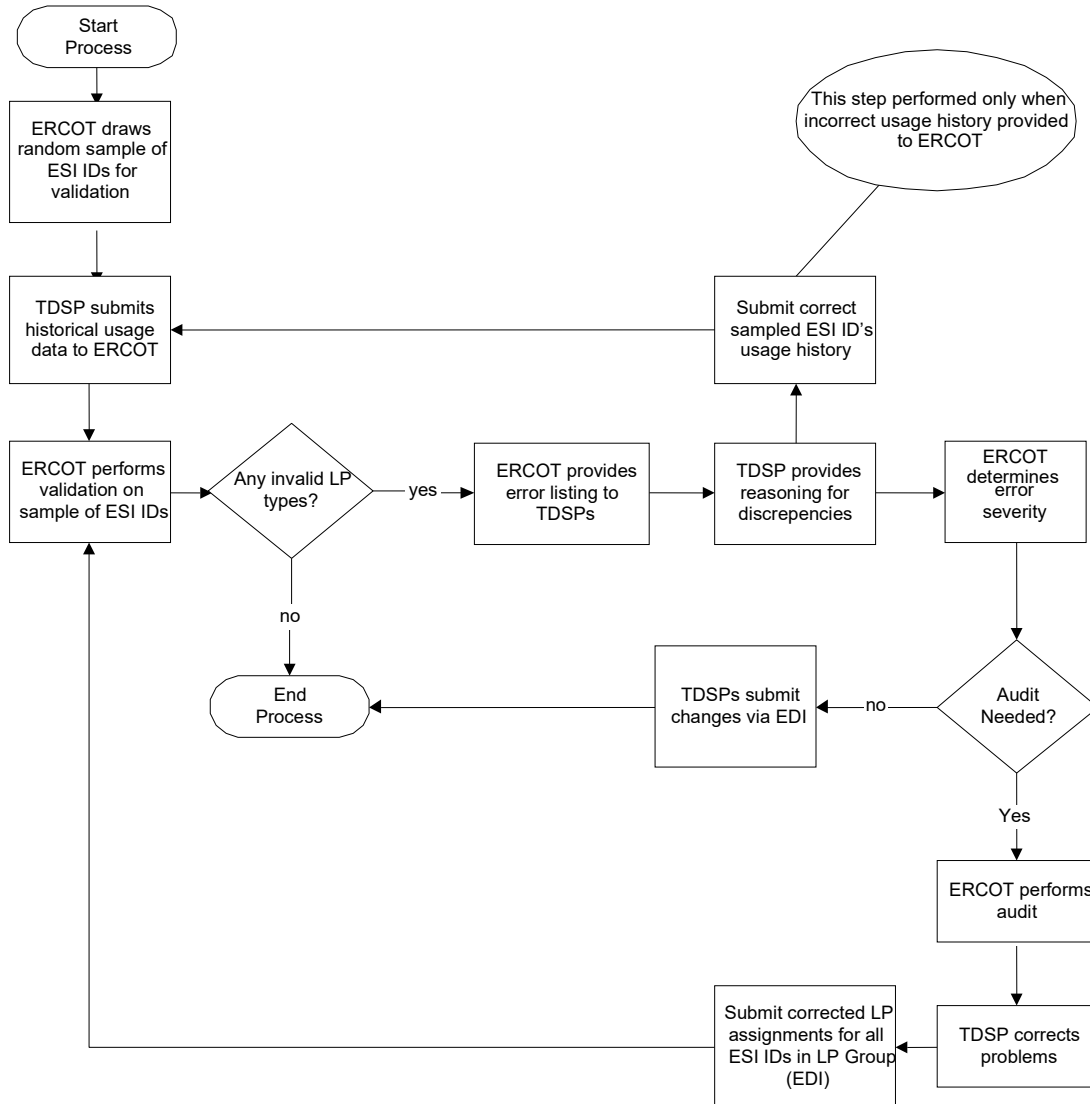 Start
Process
This step performed only when
incorrect usage history provided
to ERCOT
ERCOT draws
random sample of
ESI IDs for
validation
TDSP submits
historical usage
data to ERCOT
Submit correct
sampled ESI ID's
usage history
ERCOT performs
validation on
sample of ESI IDs
Any invalid LP
types?
yes
ERCOT provides
error listing to
TDSPs
TDSP provides
reasoning for
discrepencies
ERCOT
determines
error
severity
no
End
Process
TDSPs submit
changes via EDI
no
Audit
Needed?
Yes
ERCOT performs
audit
Submit corrected LP
assignments for all
ESI IDs in LP Group
(EDI)
TDSP corrects
problems